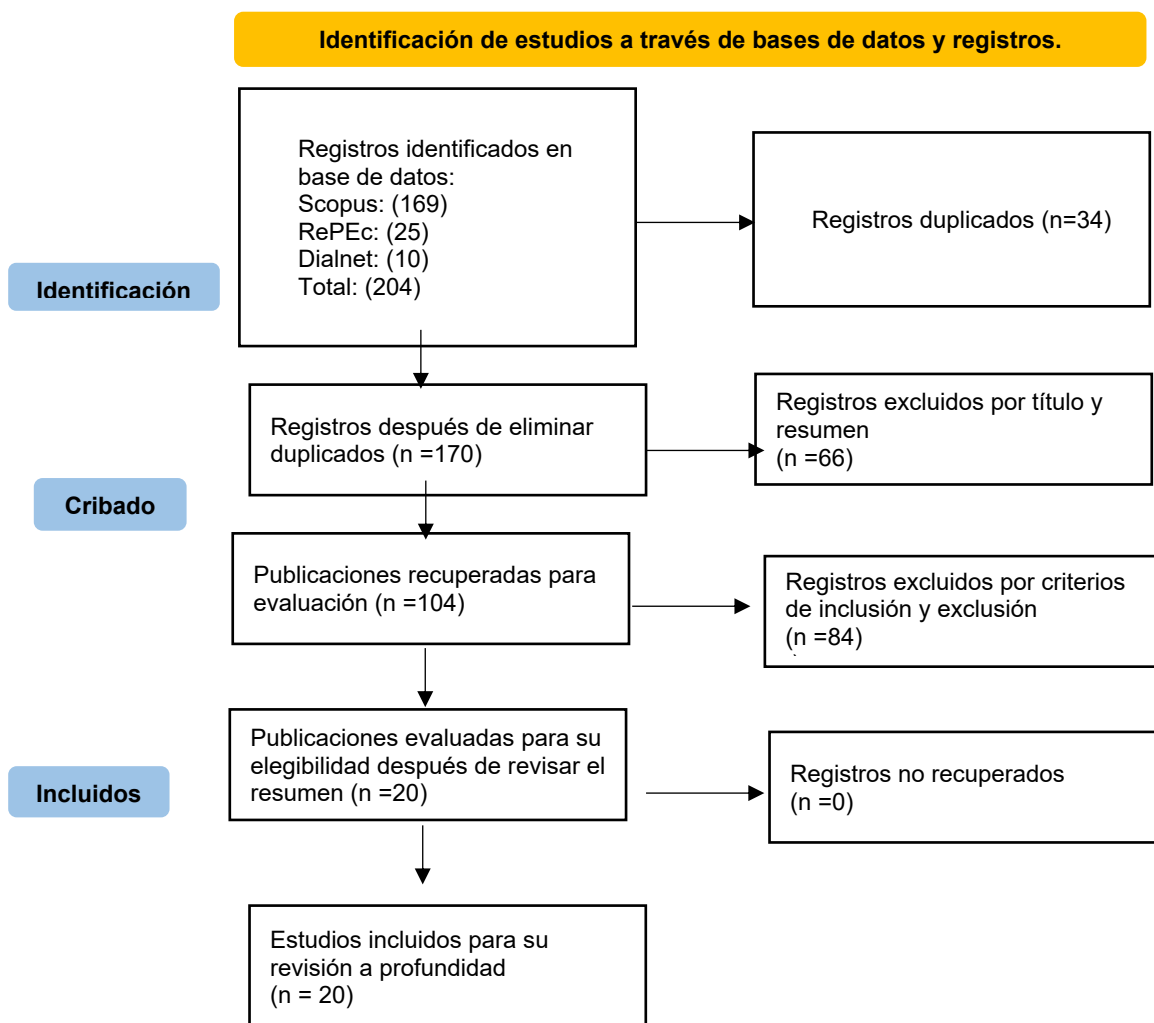 Identificación de estudios a través de bases de datos y registros.
Registros identificados en
base de datos:
Scopus: (169)
RePEc: (25)
Dialnet: (10)
Total: (204)
Registros duplicados (n=34)
Identificación
Registros después de eliminar
duplicados (n =170)
Registros excluidos por título y
resumen
(n =66)
Cribado
Publicaciones recuperadas para
evaluación (n =104)
Registros excluidos por criterios
de inclusión y exclusión
(n =84)
Publicaciones evaluadas para su
elegibilidad después de revisar el
resumen (n =20)
Registros no recuperados
(n =0)
Incluidos
Estudios incluidos para su
revisión a profundidad
(n = 20)